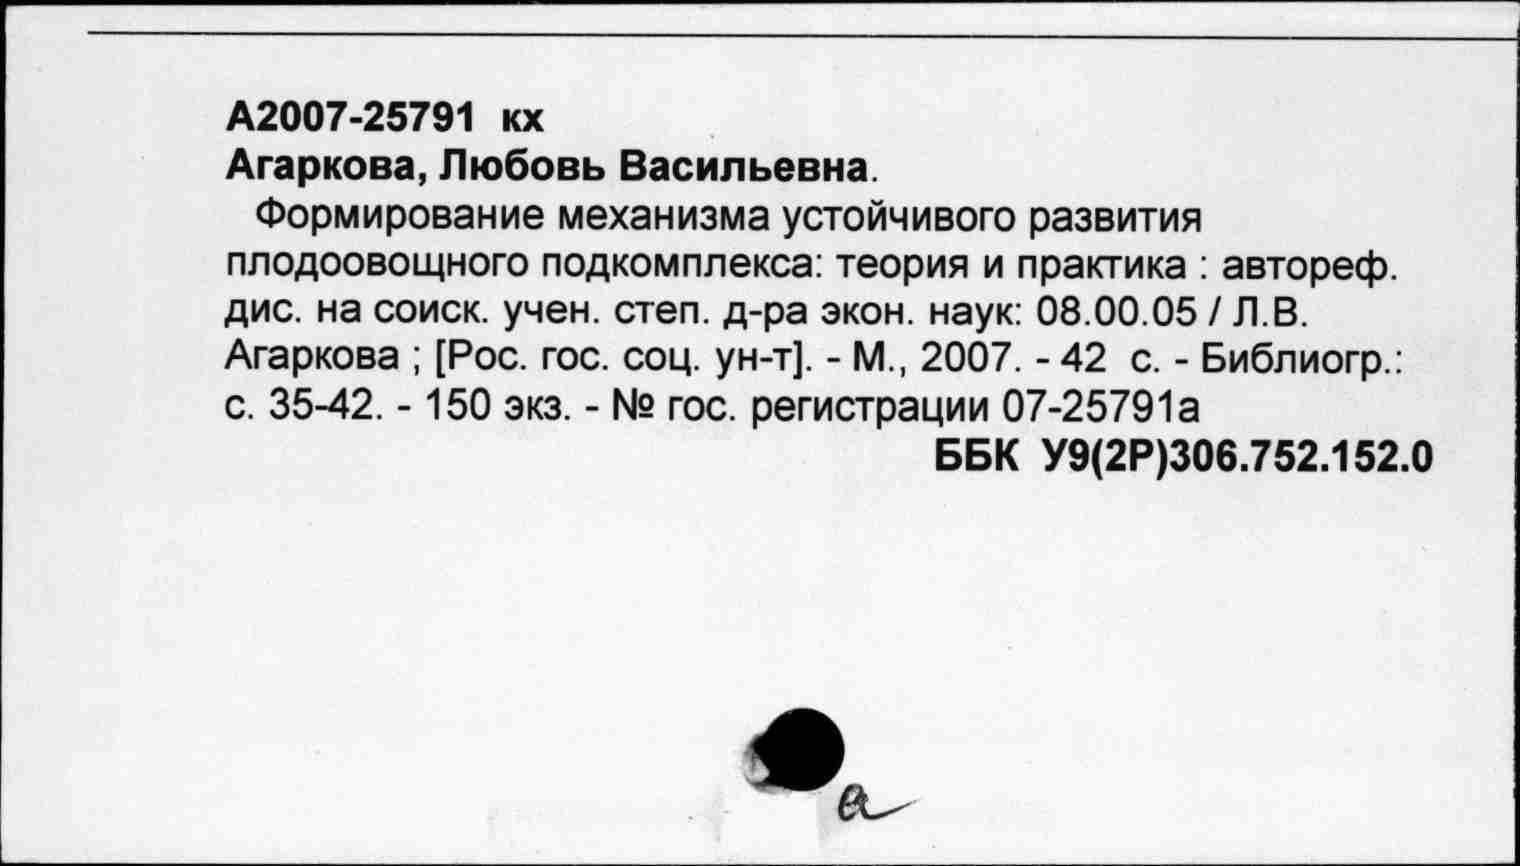 А2007-25791 кх
Агаркова, Любовь Васильевна.
Формирование механизма устойчивого развития
плодоовощного подкомплекса: теория и практика : автореф.
дис. на соиск. учен. степ. д-ра экон. наук: 08.00.05 / Л.В.
Агаркова ; [Рос. гос. соц. ун-т]. - М., 2007. - 42 с. - Библиогр.:
с. 35-42. - 150 экз. - № гос. регистрации 07-25791а
ББК У9(2Р)306.752.152.0